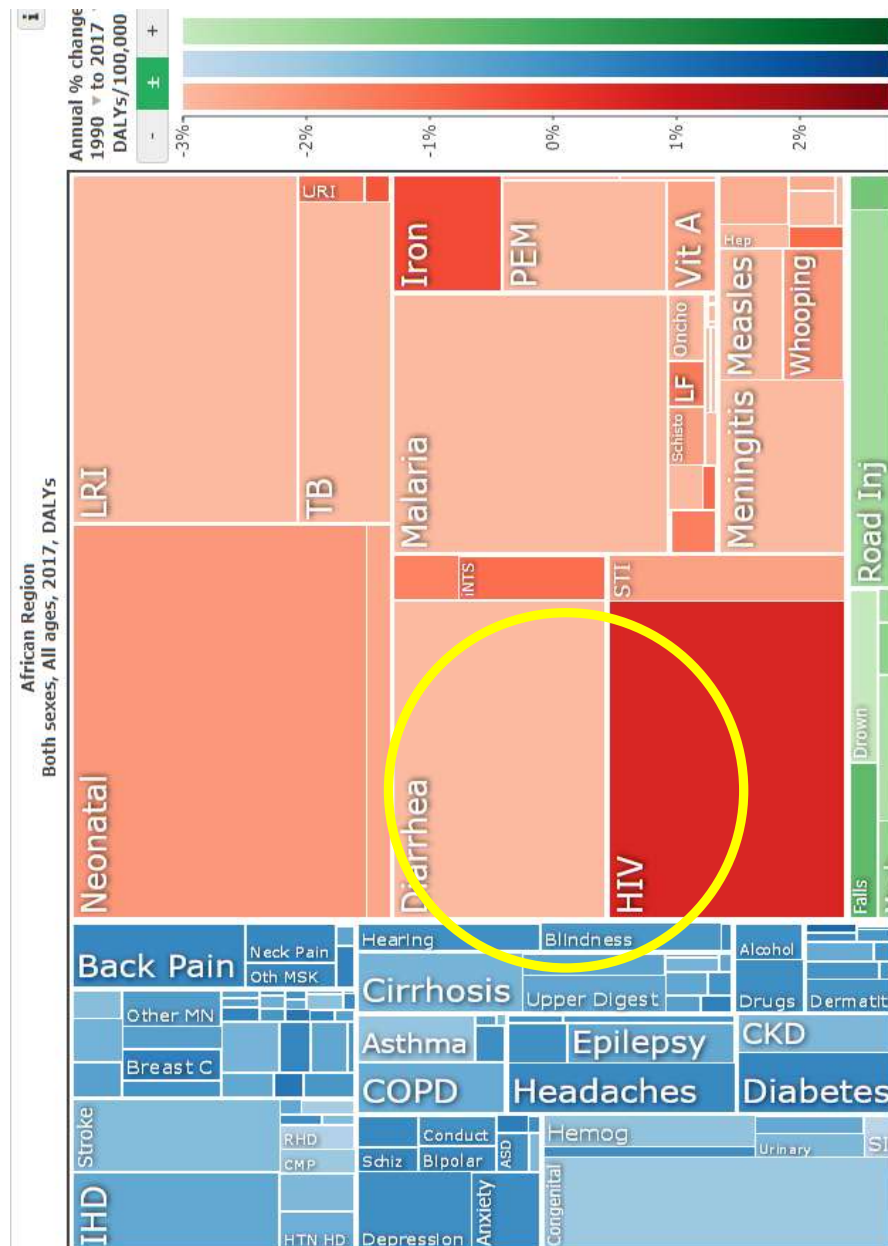 African Region
Both sexes, All ages, 2017, DALYs
i
Annual % change
1990 ▾ to 2017
DALYs/100,000
- ± +
-3% -2% -1% 0% 1% 2%
IHD
Stroke
HTN HD
CMP
RHD
Breast C
Other MN
Back Pain
Neck Pain
Oth MSK
Neonatal
LRI
TB
URI
Depression
Anxiety
Schiz
Bipolar
Conduct
ASD
COPD
Asthma
Headaches
Epilepsy
Cirrhosis
Upper Digest
Hearing
Blindness
Diarrhea
iNTS
Malaria
Schisto
LF
Oncho
Iron
PEM
Vit A
HIV
STI
Meningitis
Measles
Whooping
Hep
Congenital
Hemog
Urinary
Diabetes
CKD
Drugs
Alcohol
Dermatit
Falls
Drown
Road Inj